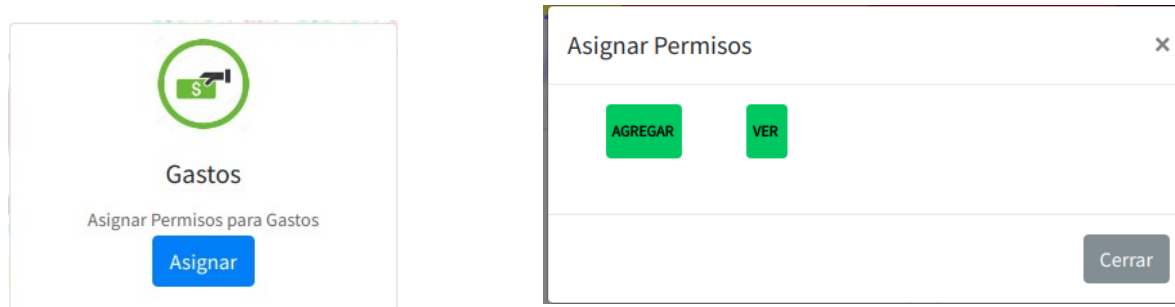 $
Gastos
Asignar Permisos para Gastos
Asignar
Asignar Permisos
×
AGREGAR
VER
Cerrar